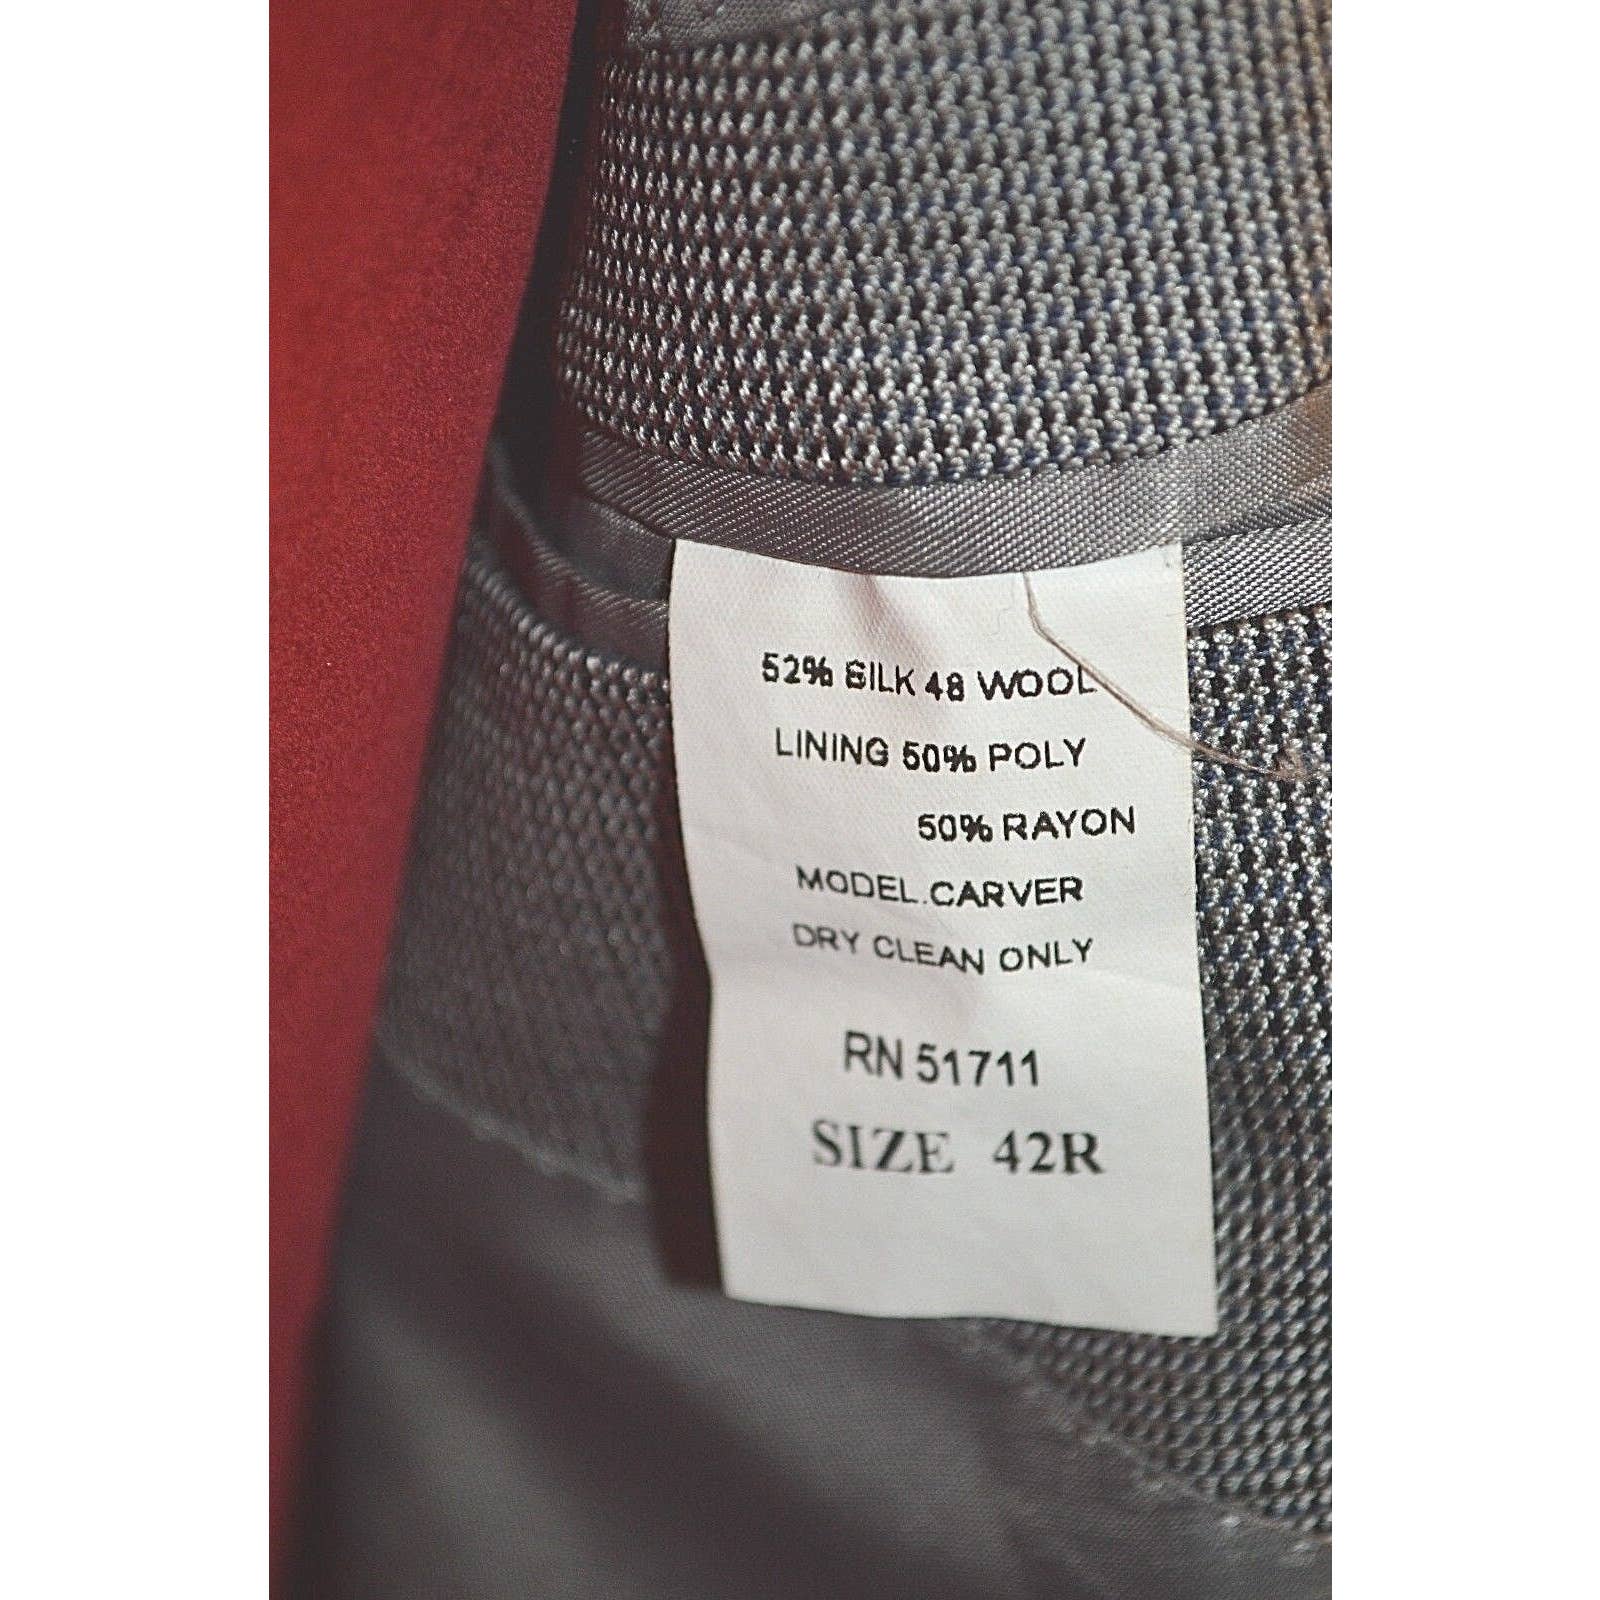 52% SILK 48 WOOL
LINING 50% POLY
50% RAYON
MODEL.CARVER
DRY CLEAN ONLY
RN 51711
SIZE 42R